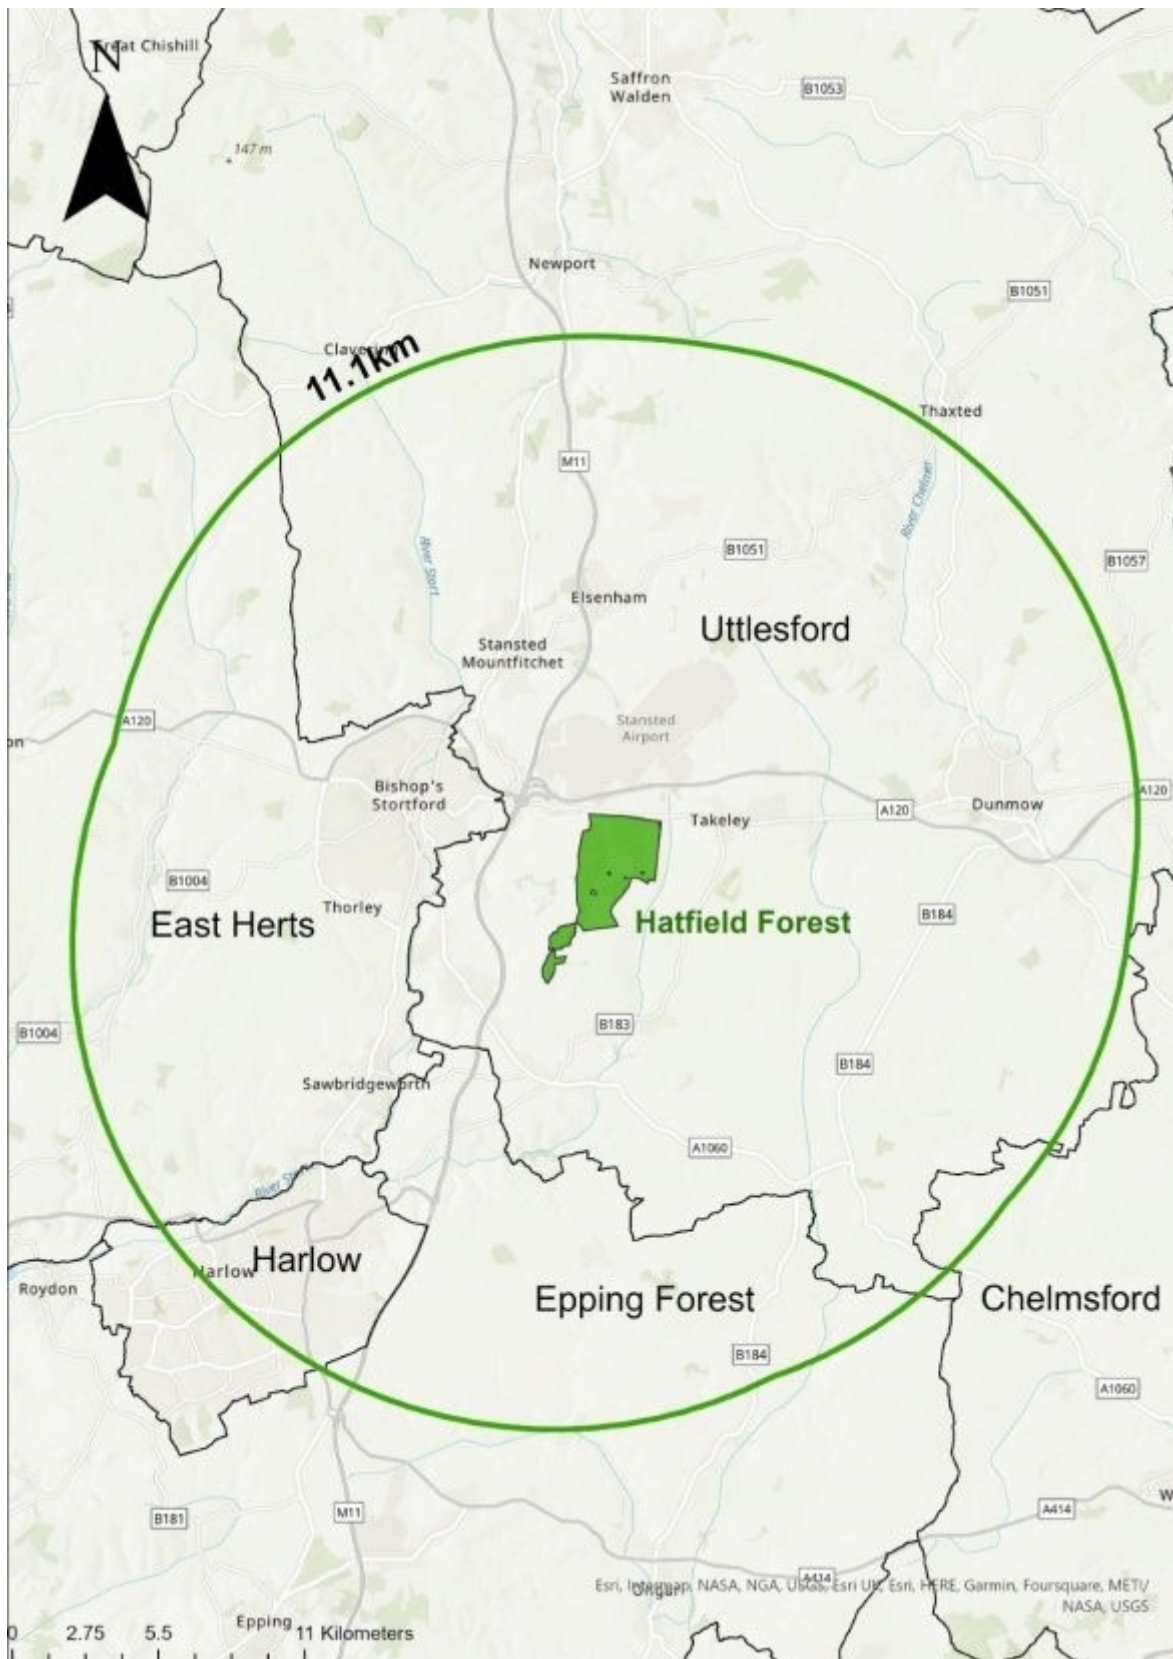 Great Chishill
N
Saffron
Walden
B1053
147 m
Newport
B1051
Clavering
11.1km
Thaxted
M11
River Chelmer
River Stort
B1051
B1057
Elsenham
Uttlesford
Stansted
Mountfitchet
A120
on
Stansted
Airport
Bishop's
Stortford
A120
Dunmow
A120
Takeley
B1004
Thorley
East Herts
Hatfield Forest
B184
B1004
B183
B184
Sawbridgeworth
A1060
River Stort
Harlow
Harlow
Roydon
Epping Forest
Chelmsford
B184
A1060
W
M11
A414
B181
A414
Esri, Intermap, NASA, NGA, USGS, Esri UK, Esri, HERE, Garmin, Foursquare, METI/
NASA, USGS
Ongar
Epping
0 2.75 5.5 11 Kilometers